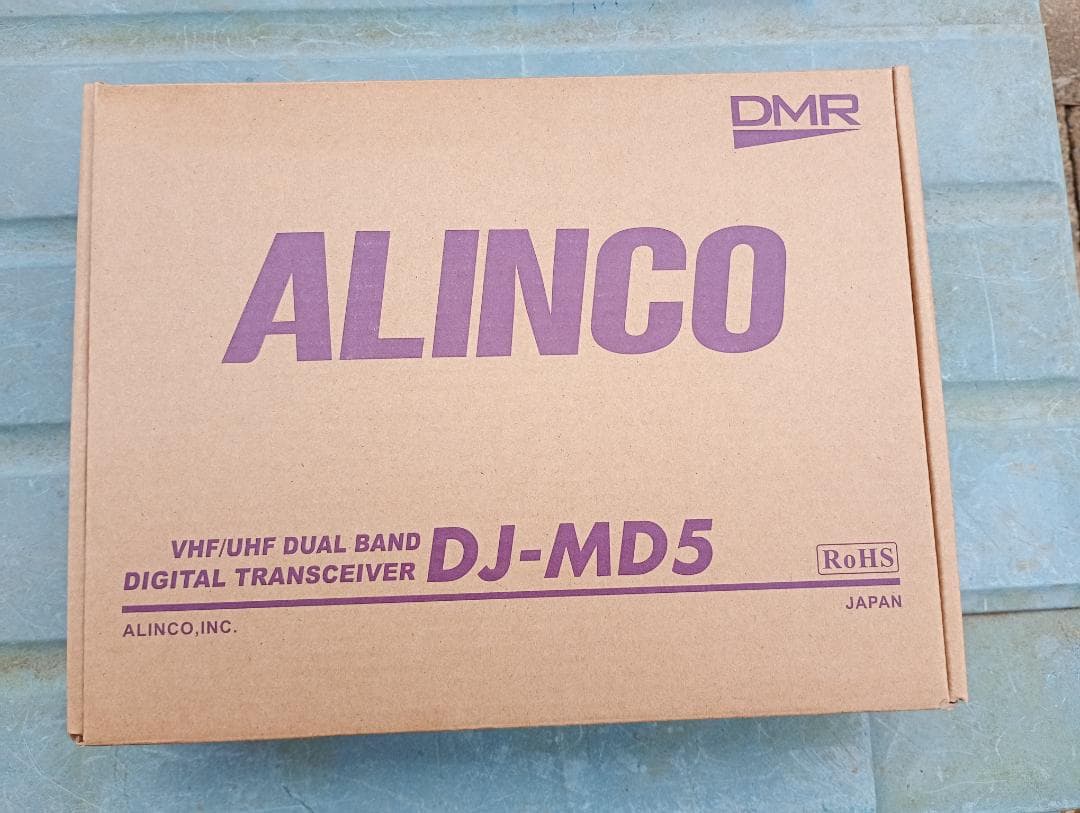 DMR
ALINCO
VHF/UHF DUAL BAND
DIGITAL TRANSCEIVER DJ-MD5
RoHS
ALINCO,INC.
JAPAN